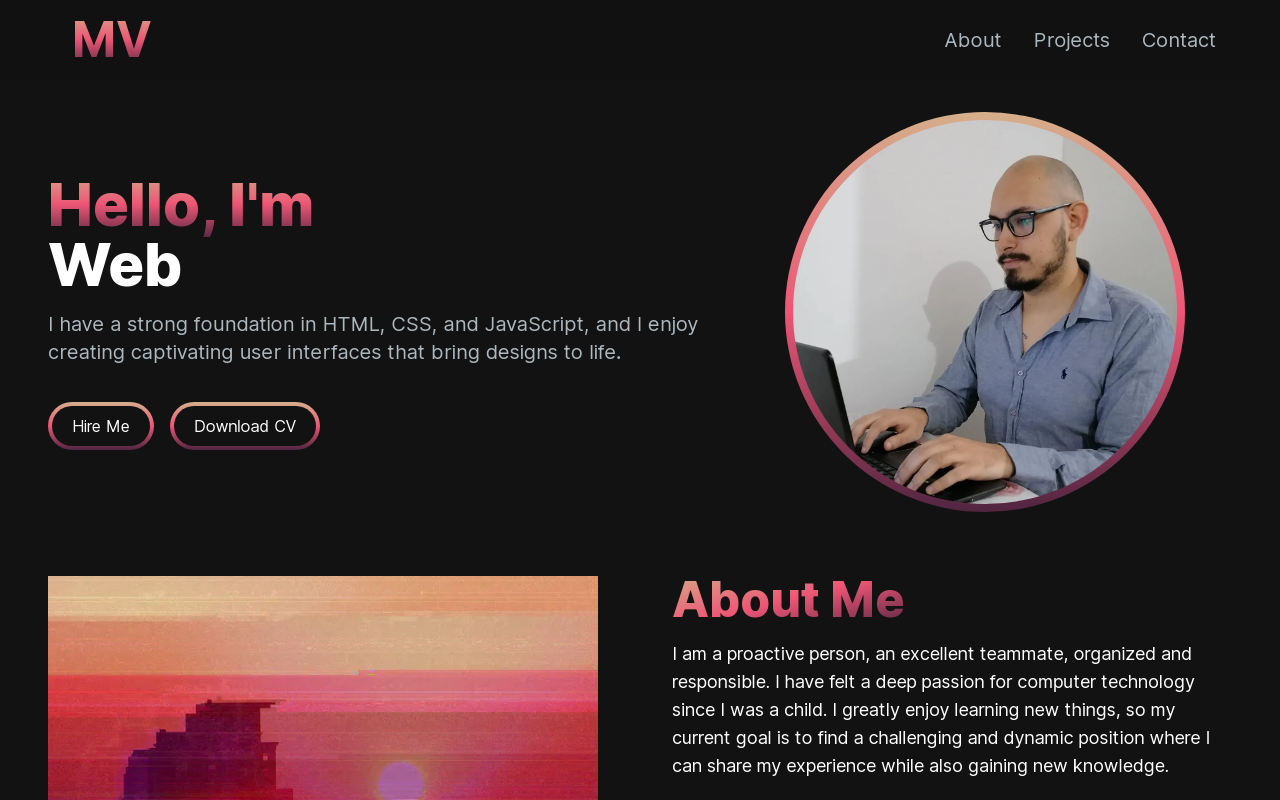 MV
About
Projects
Contact
Hello, I'm
Web
I have a strong foundation in HTML, CSS, and JavaScript, and I enjoy
creating captivating user interfaces that bring designs to life.
Hire Me
Download CV
About Me
I am a proactive person, an excellent teammate, organized and
responsible. I have felt a deep passion for computer technology
since I was a child. I greatly enjoy learning new things, so my
current goal is to find a challenging and dynamic position where I
can share my experience while also gaining new knowledge.